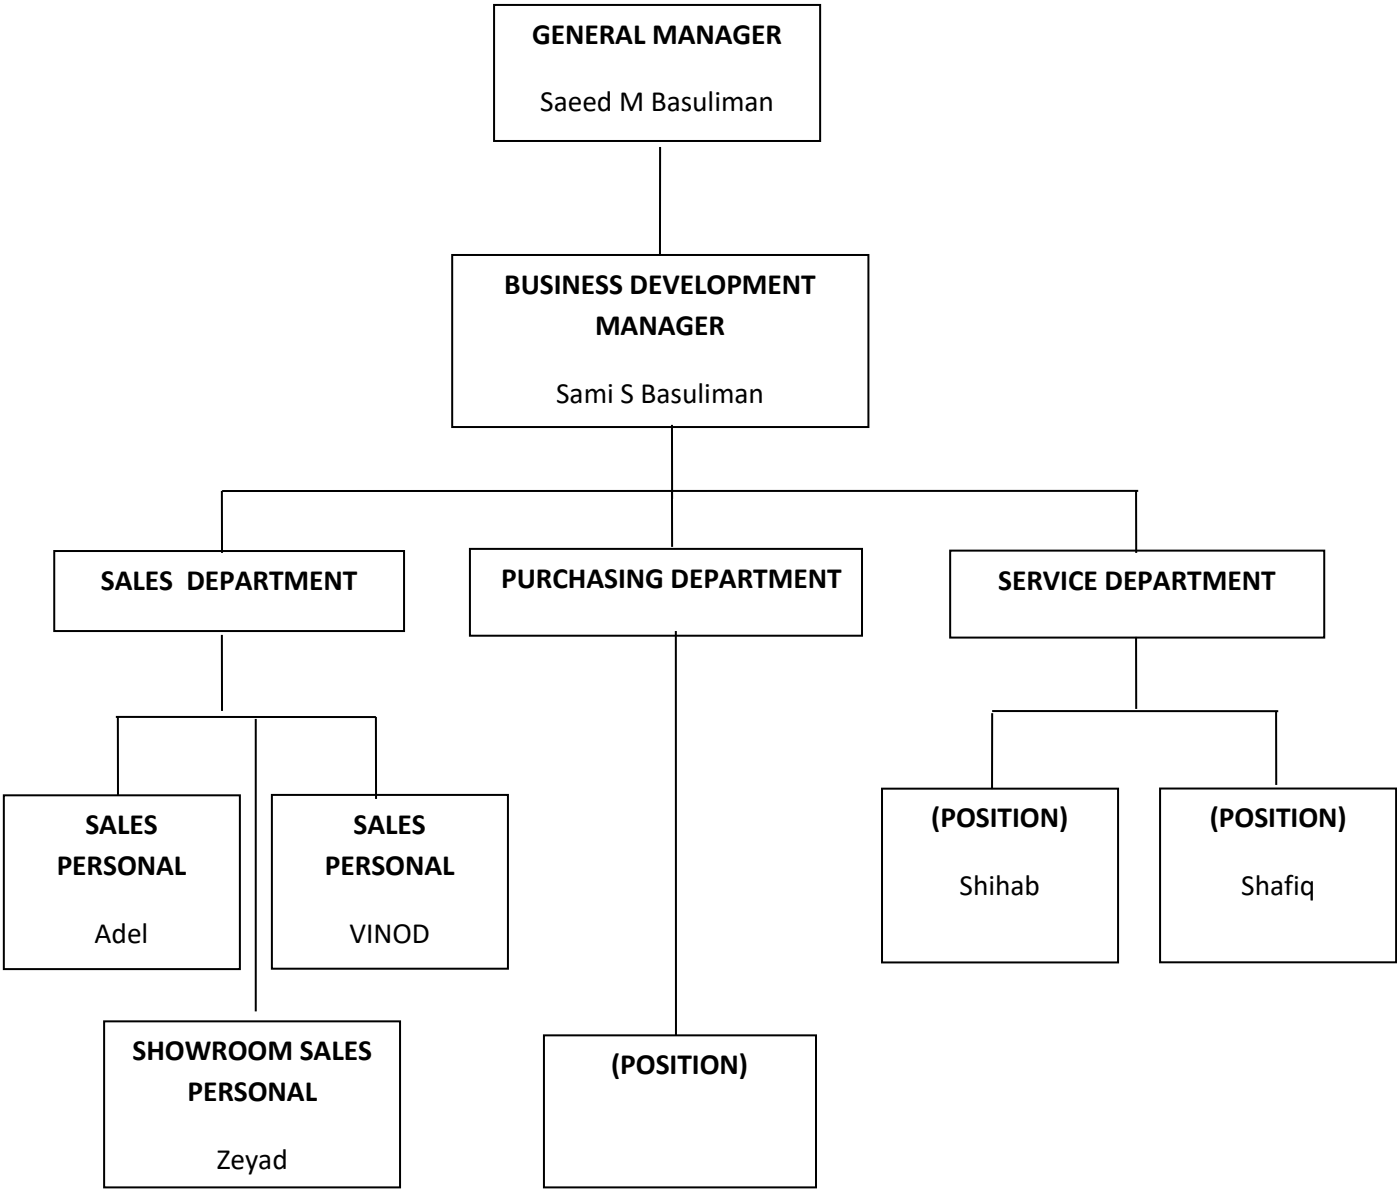 GENERAL MANAGER
Saeed M Basuliman
BUSINESS DEVELOPMENT
MANAGER
Sami S Basuliman
SALES  DEPARTMENT
PURCHASING DEPARTMENT
SERVICE DEPARTMENT
SALES
PERSONAL
Adel
SALES
PERSONAL
VINOD
(POSITION)
Shihab
(POSITION)
Shafiq
SHOWROOM SALES
PERSONAL
Zeyad
(POSITION)